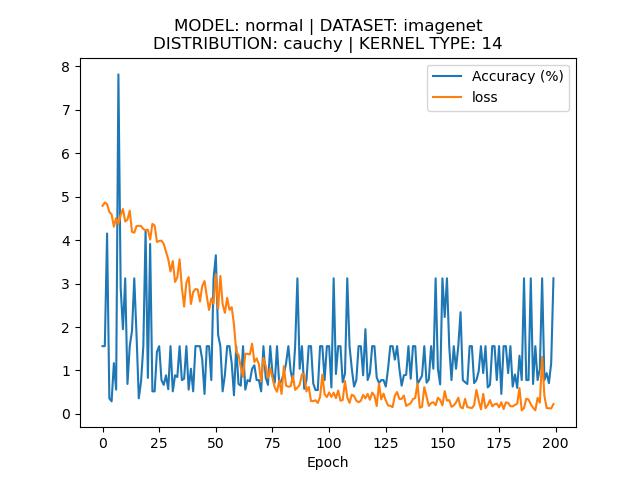 MODEL: normal | DATASET: imagenet
DISTRIBUTION: cauchy | KERNEL TYPE: 14
Accuracy (%)
loss
8
7
6
5
4
3
2
1
0
0 25 50 75 100 125 150 175 200
Epoch